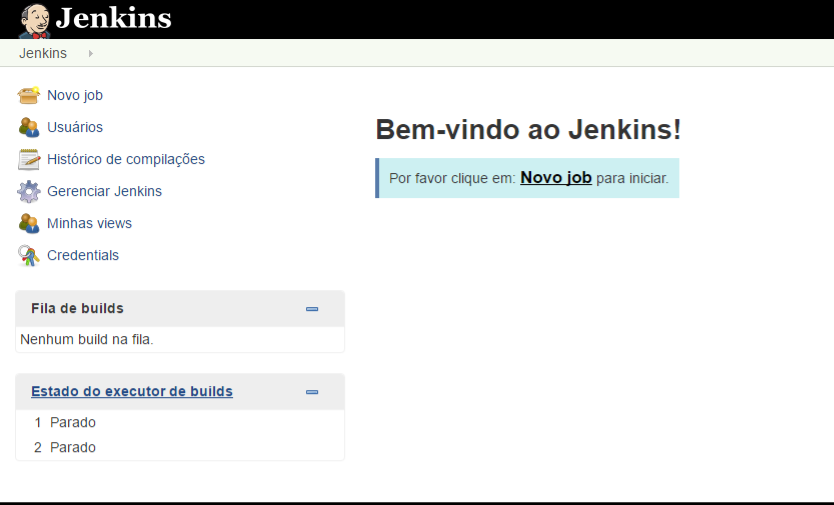 Jenkins
Jenkins
Novo job
Usuários
Histórico de compilações
Gerenciar Jenkins
Minhas views
Credentials
Bem-vindo ao Jenkins!
Por favor clique em: Novo job para iniciar.
Fila de builds
Nenhum build na fila.
Estado do executor de builds
1 Parado
2 Parado